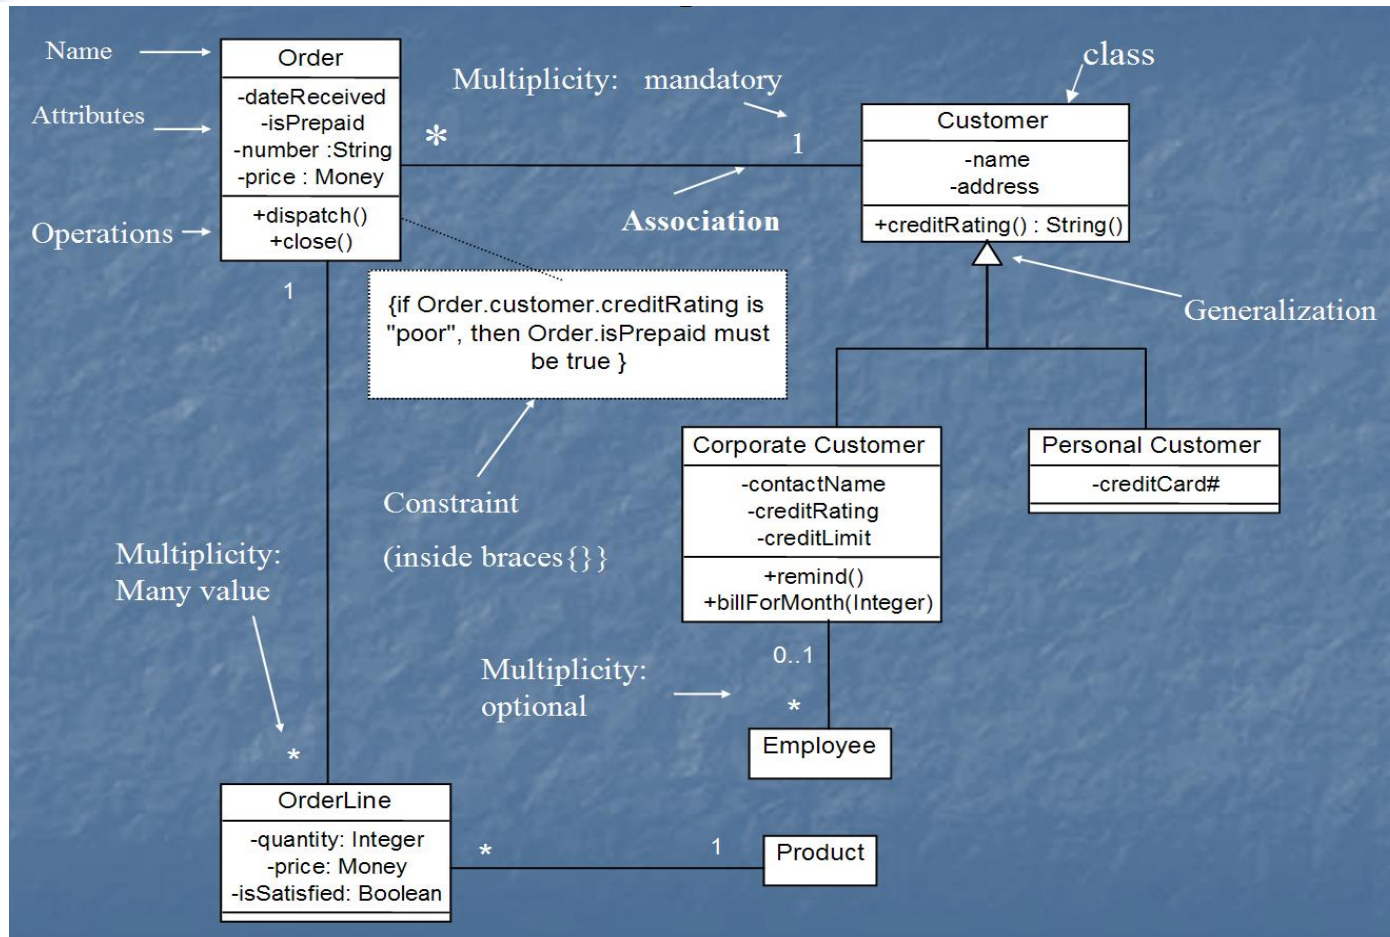 Name
Order
class
Attributes
-dateReceived
-isPrepaid
-number :String
-price : Money
Multiplicity: mandatory
*
1
Customer
-name
-address
+creditRating() : String()
Operations
+dispatch()
+close()
Association
1
{if Order.customer.creditRating is
"poor", then Order.isPrepaid must
be true }
Generalization
Constraint
(inside braces{}}
Corporate Customer
-contactName
-creditRating
-creditLimit
+remind()
+billForMonth(Integer)
Personal Customer
-creditCard#
Multiplicity:
Many value
*
Multiplicity:
optional
0..1
*
Employee
OrderLine
-quantity: Integer
-price: Money
-isSatisfied: Boolean
*
1
Product